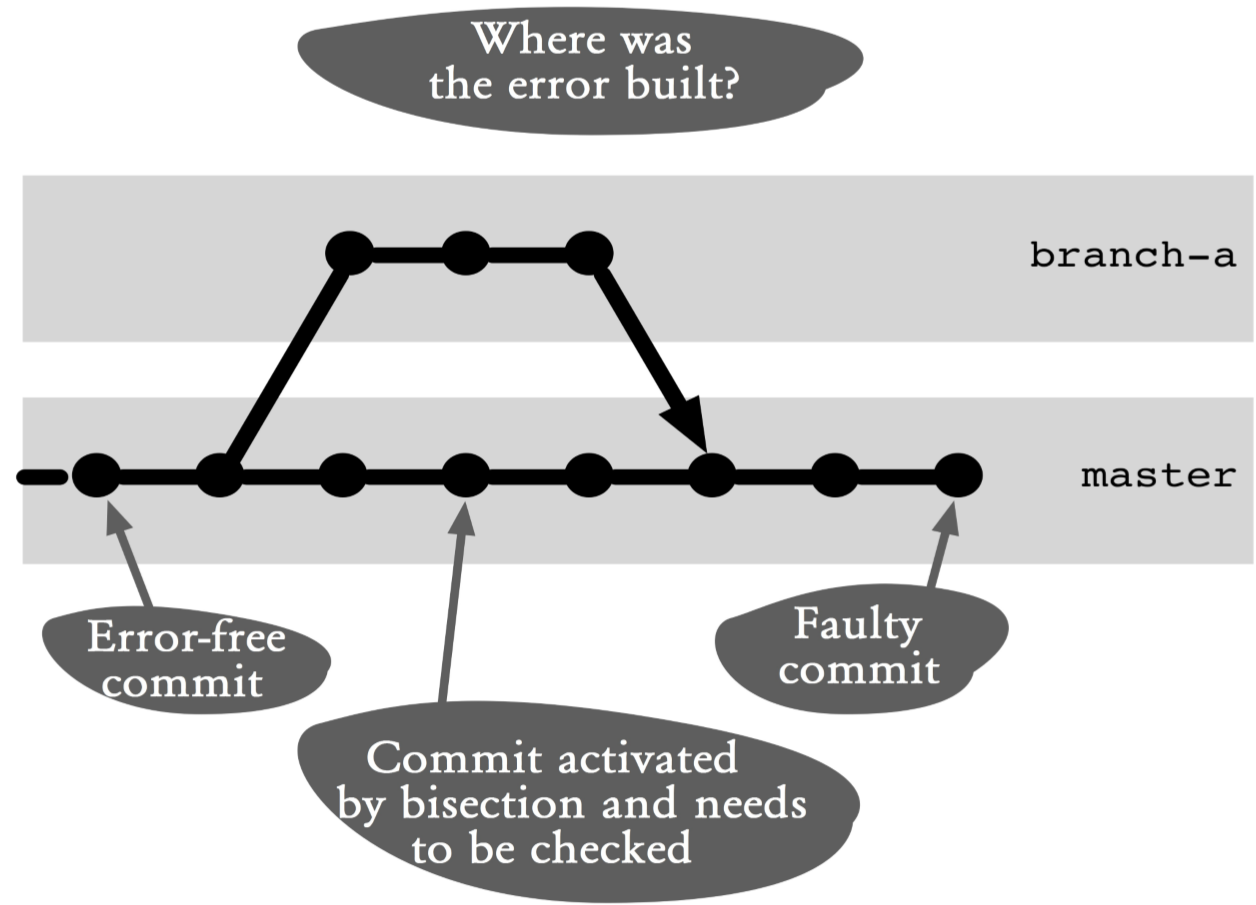 Where was
the error built?
branch-a
master
Error-free
commit
Faulty
commit
Commit activated
by bisection and needs
to be checked